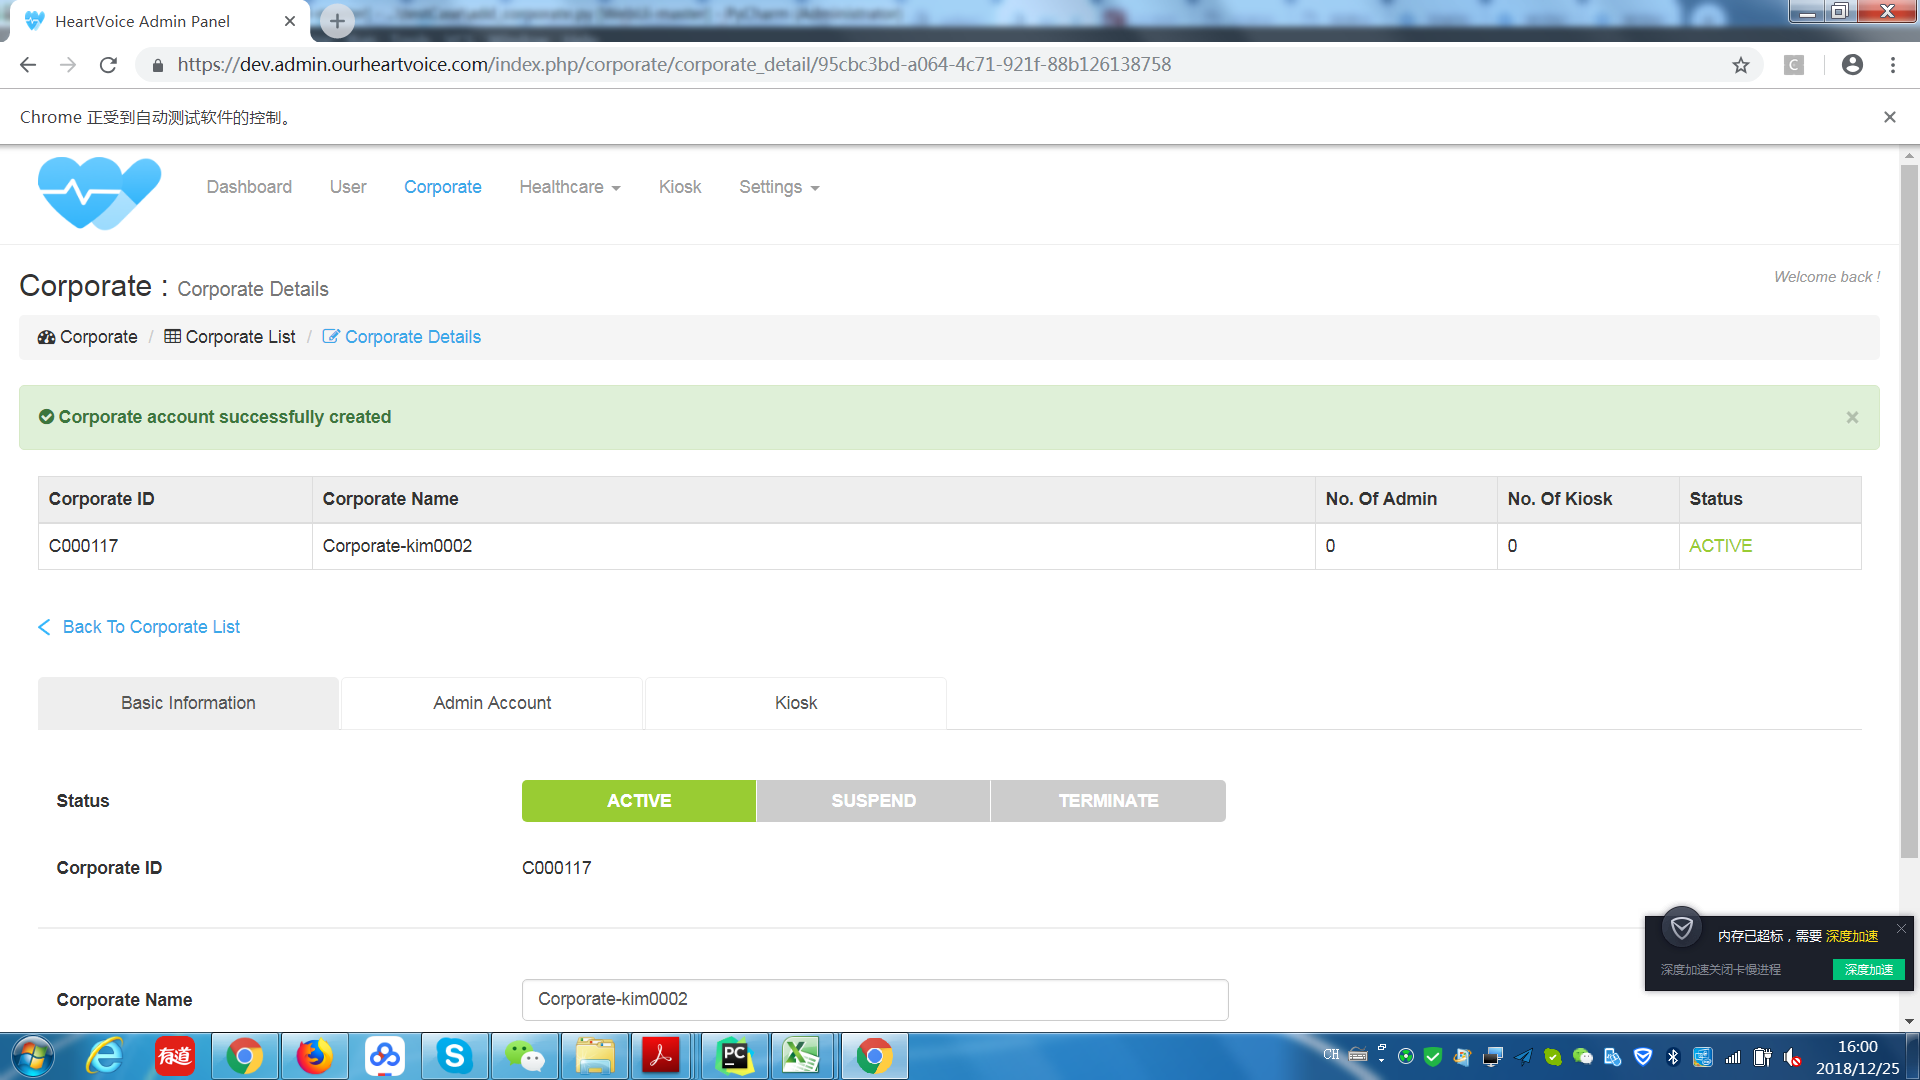 HeartVoice Admin Panel
https://dev.admin.ourheartvoice.com/index.php/corporate/corporate_detail/95cbc3bd-a064-4c71-921f-88b126138758
C
Chrome 正受到自动测试软件的控制。
Dashboard User Corporate Healthcare Kiosk Settings
Corporate : Corporate Details
Welcome back !
Corporate / Corporate List / Corporate Details
Corporate account successfully created
Corporate ID Corporate Name No. Of Admin No. Of Kiosk Status
C000117 Corporate-kim0002 0 0 ACTIVE
Back To Corporate List
Basic Information Admin Account Kiosk
Status ACTIVE SUSPEND TERMINATE
Corporate ID C000117
内存已超标，需要 深度加速
深度加速关闭卡慢进程 深度加速
Corporate Name Corporate-kim0002
有道
PC
CH
16:00
2018/12/25